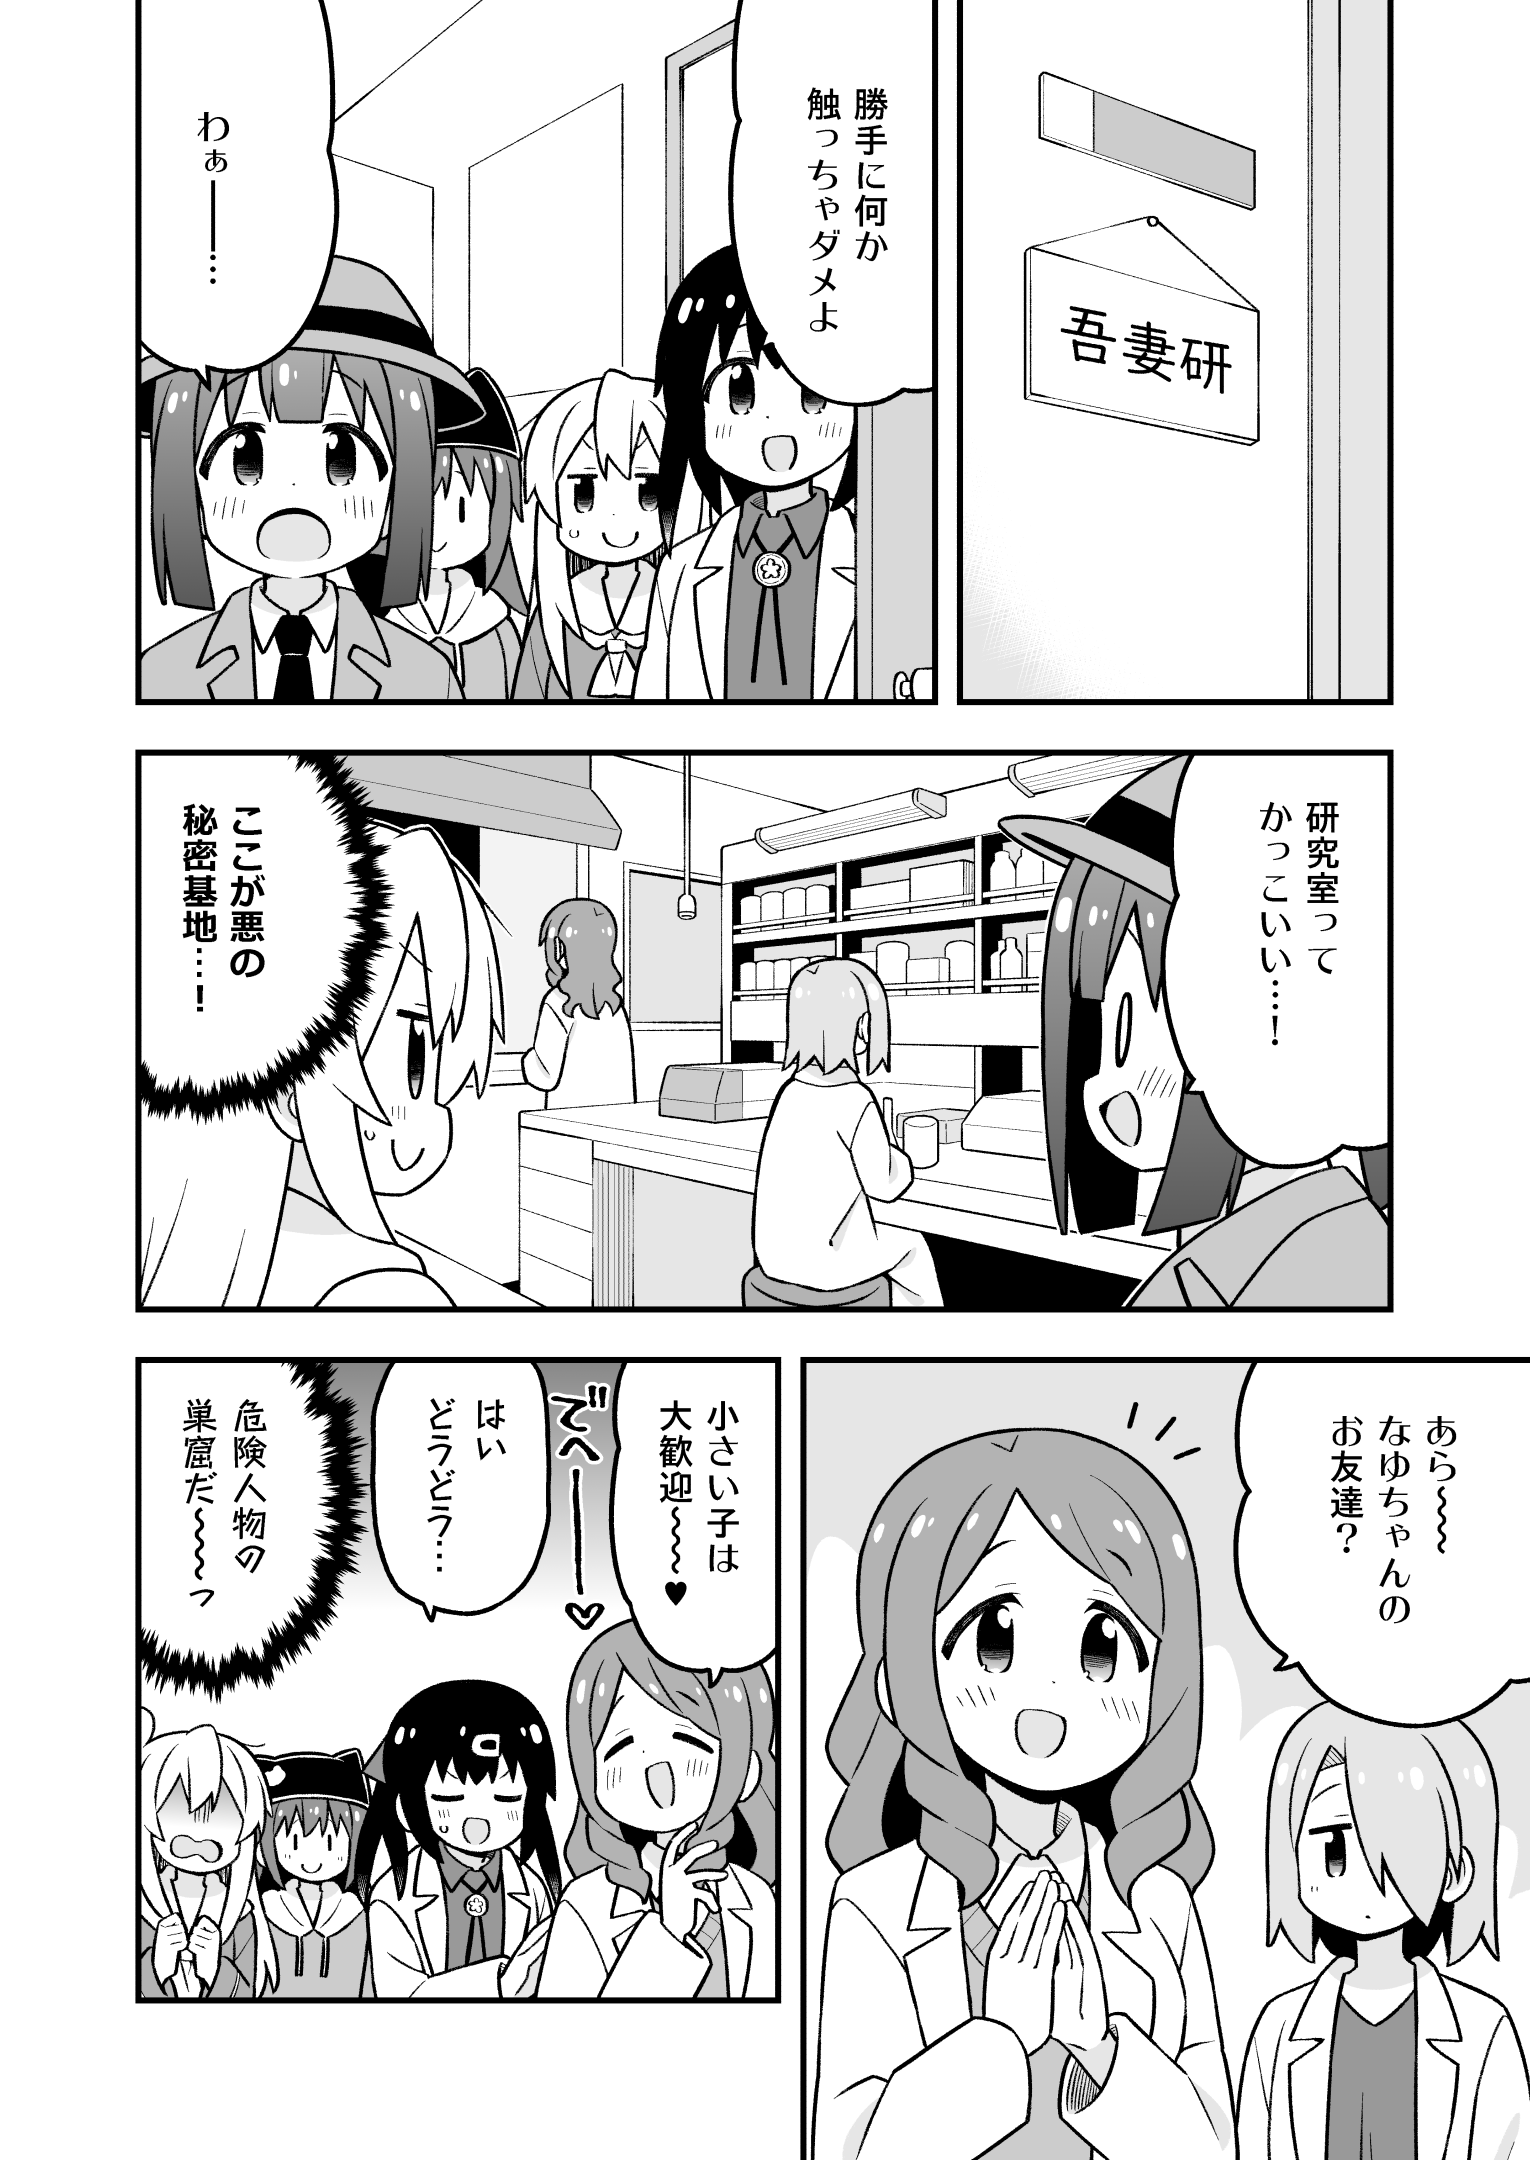 吾妻研
勝手に何か
触っちゃダメよ
わぁ――…
研究室って
かっこいい…！
ここが悪の
秘密基地…！
あら～～
なゆちゃんの
お友達？
小さい子は
大歓迎～～♥
でへ――♡
はい
どうどう…
危険人物の
巣窟だ～～っ